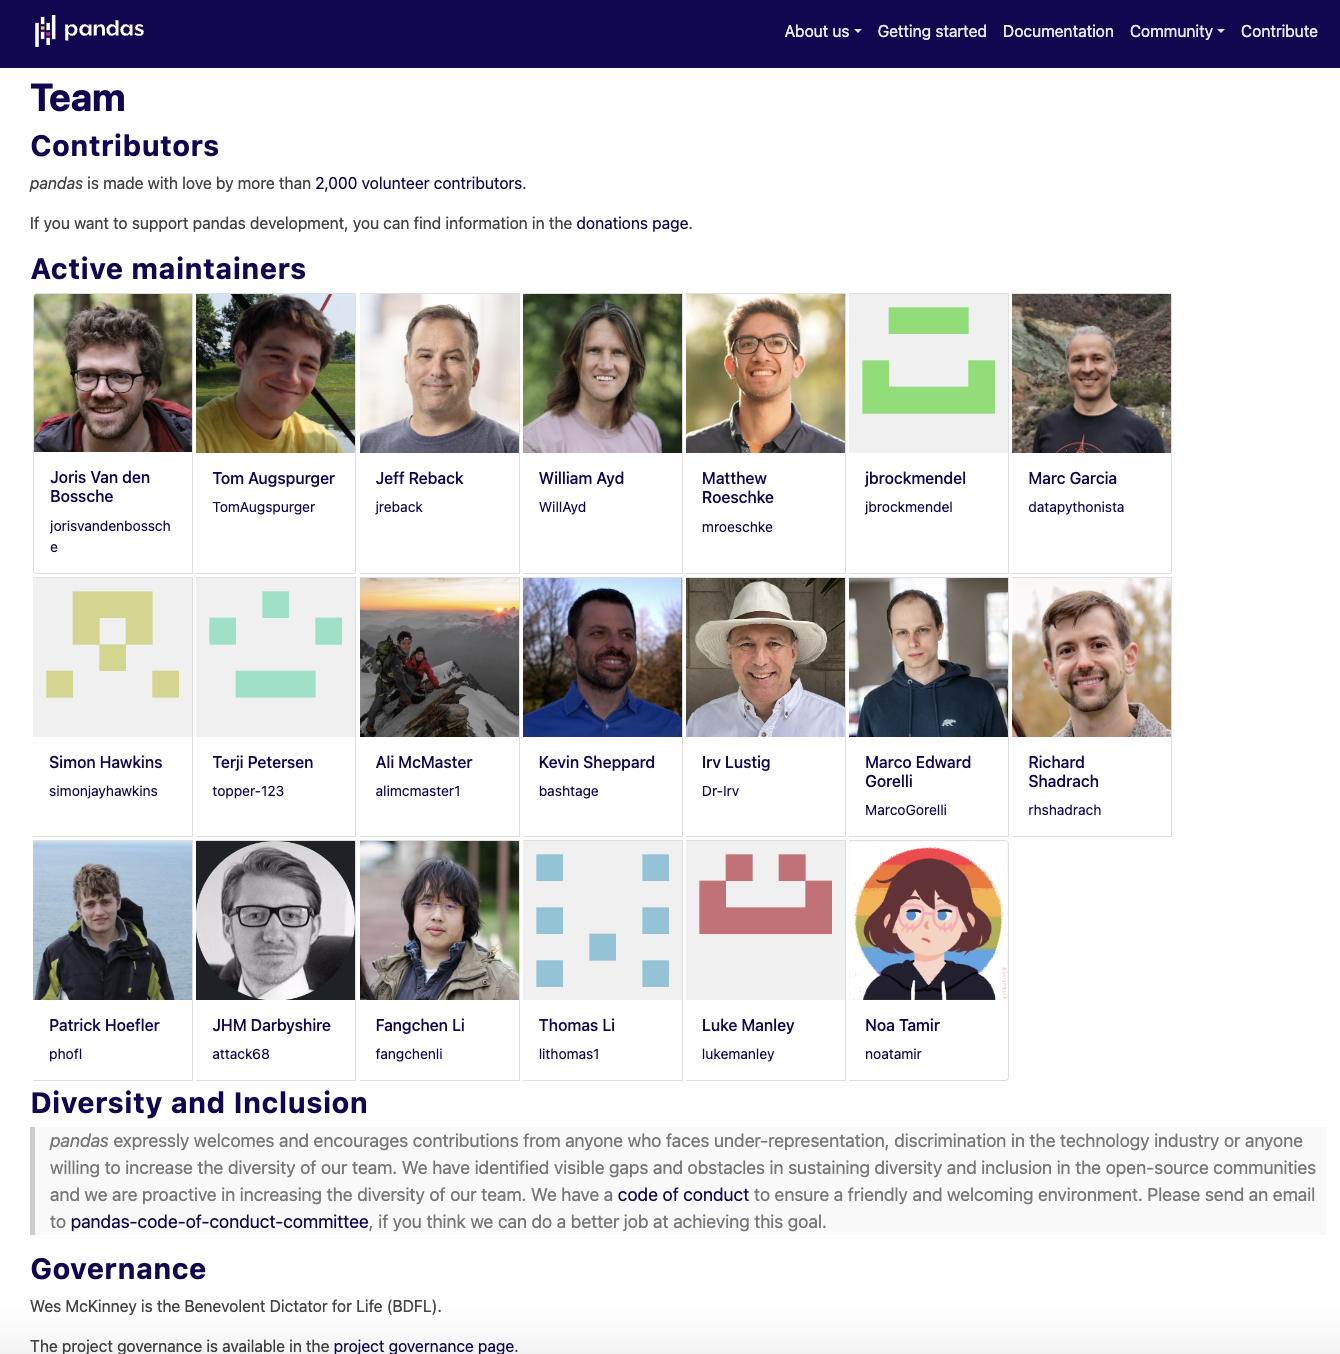 pandas
About us Getting started Documentation Community Contribute
Team
Contributors
pandas is made with love by more than 2,000 volunteer contributors.
If you want to support pandas development, you can find information in the donations page.
Active maintainers
Joris Van den
Bossche
jorisvandenbossch
e
Tom Augspurger
TomAugspurger
Jeff Reback
jreback
William Ayd
WillAyd
Matthew
Roeschke
mroeschke
jbrockmendel
jbrockmendel
Marc Garcia
datapythonista
Simon Hawkins
simonjayhawkins
Terji Petersen
topper-123
Ali McMaster
alimcmaster1
Kevin Sheppard
bashtage
Irv Lustig
Dr-Irv
Marco Edward
Gorelli
MarcoGorelli
Richard
Shadrach
rhshadrach
Patrick Hoefler
phofl
JHM Darbyshire
attack68
Fangchen Li
fangchenli
Thomas Li
lithomas1
Luke Manley
lukemanley
Noa Tamir
noatamir
Diversity and Inclusion
pandas expressly welcomes and encourages contributions from anyone who faces under-representation, discrimination in the technology industry or anyone
willing to increase the diversity of our team. We have identified visible gaps and obstacles in sustaining diversity and inclusion in the open-source communities
and we are proactive in increasing the diversity of our team. We have a code of conduct to ensure a friendly and welcoming environment. Please send an email
to pandas-code-of-conduct-committee, if you think we can do a better job at achieving this goal.
Governance
Wes McKinney is the Benevolent Dictator for Life (BDFL).
The project governance is available in the project governance page.